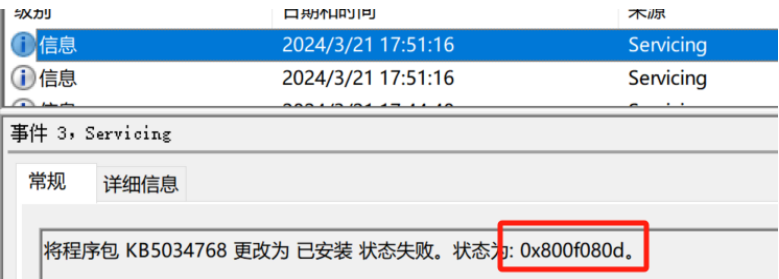 级别 日期和时间 来源
信息 2024/3/21 17:51:16 Servicing
信息 2024/3/21 17:51:16 Servicing
事件 3，Servicing
常规 详细信息
将程序包 KB5034768 更改为 已安装 状态失败。状态为: 0x800f080d。